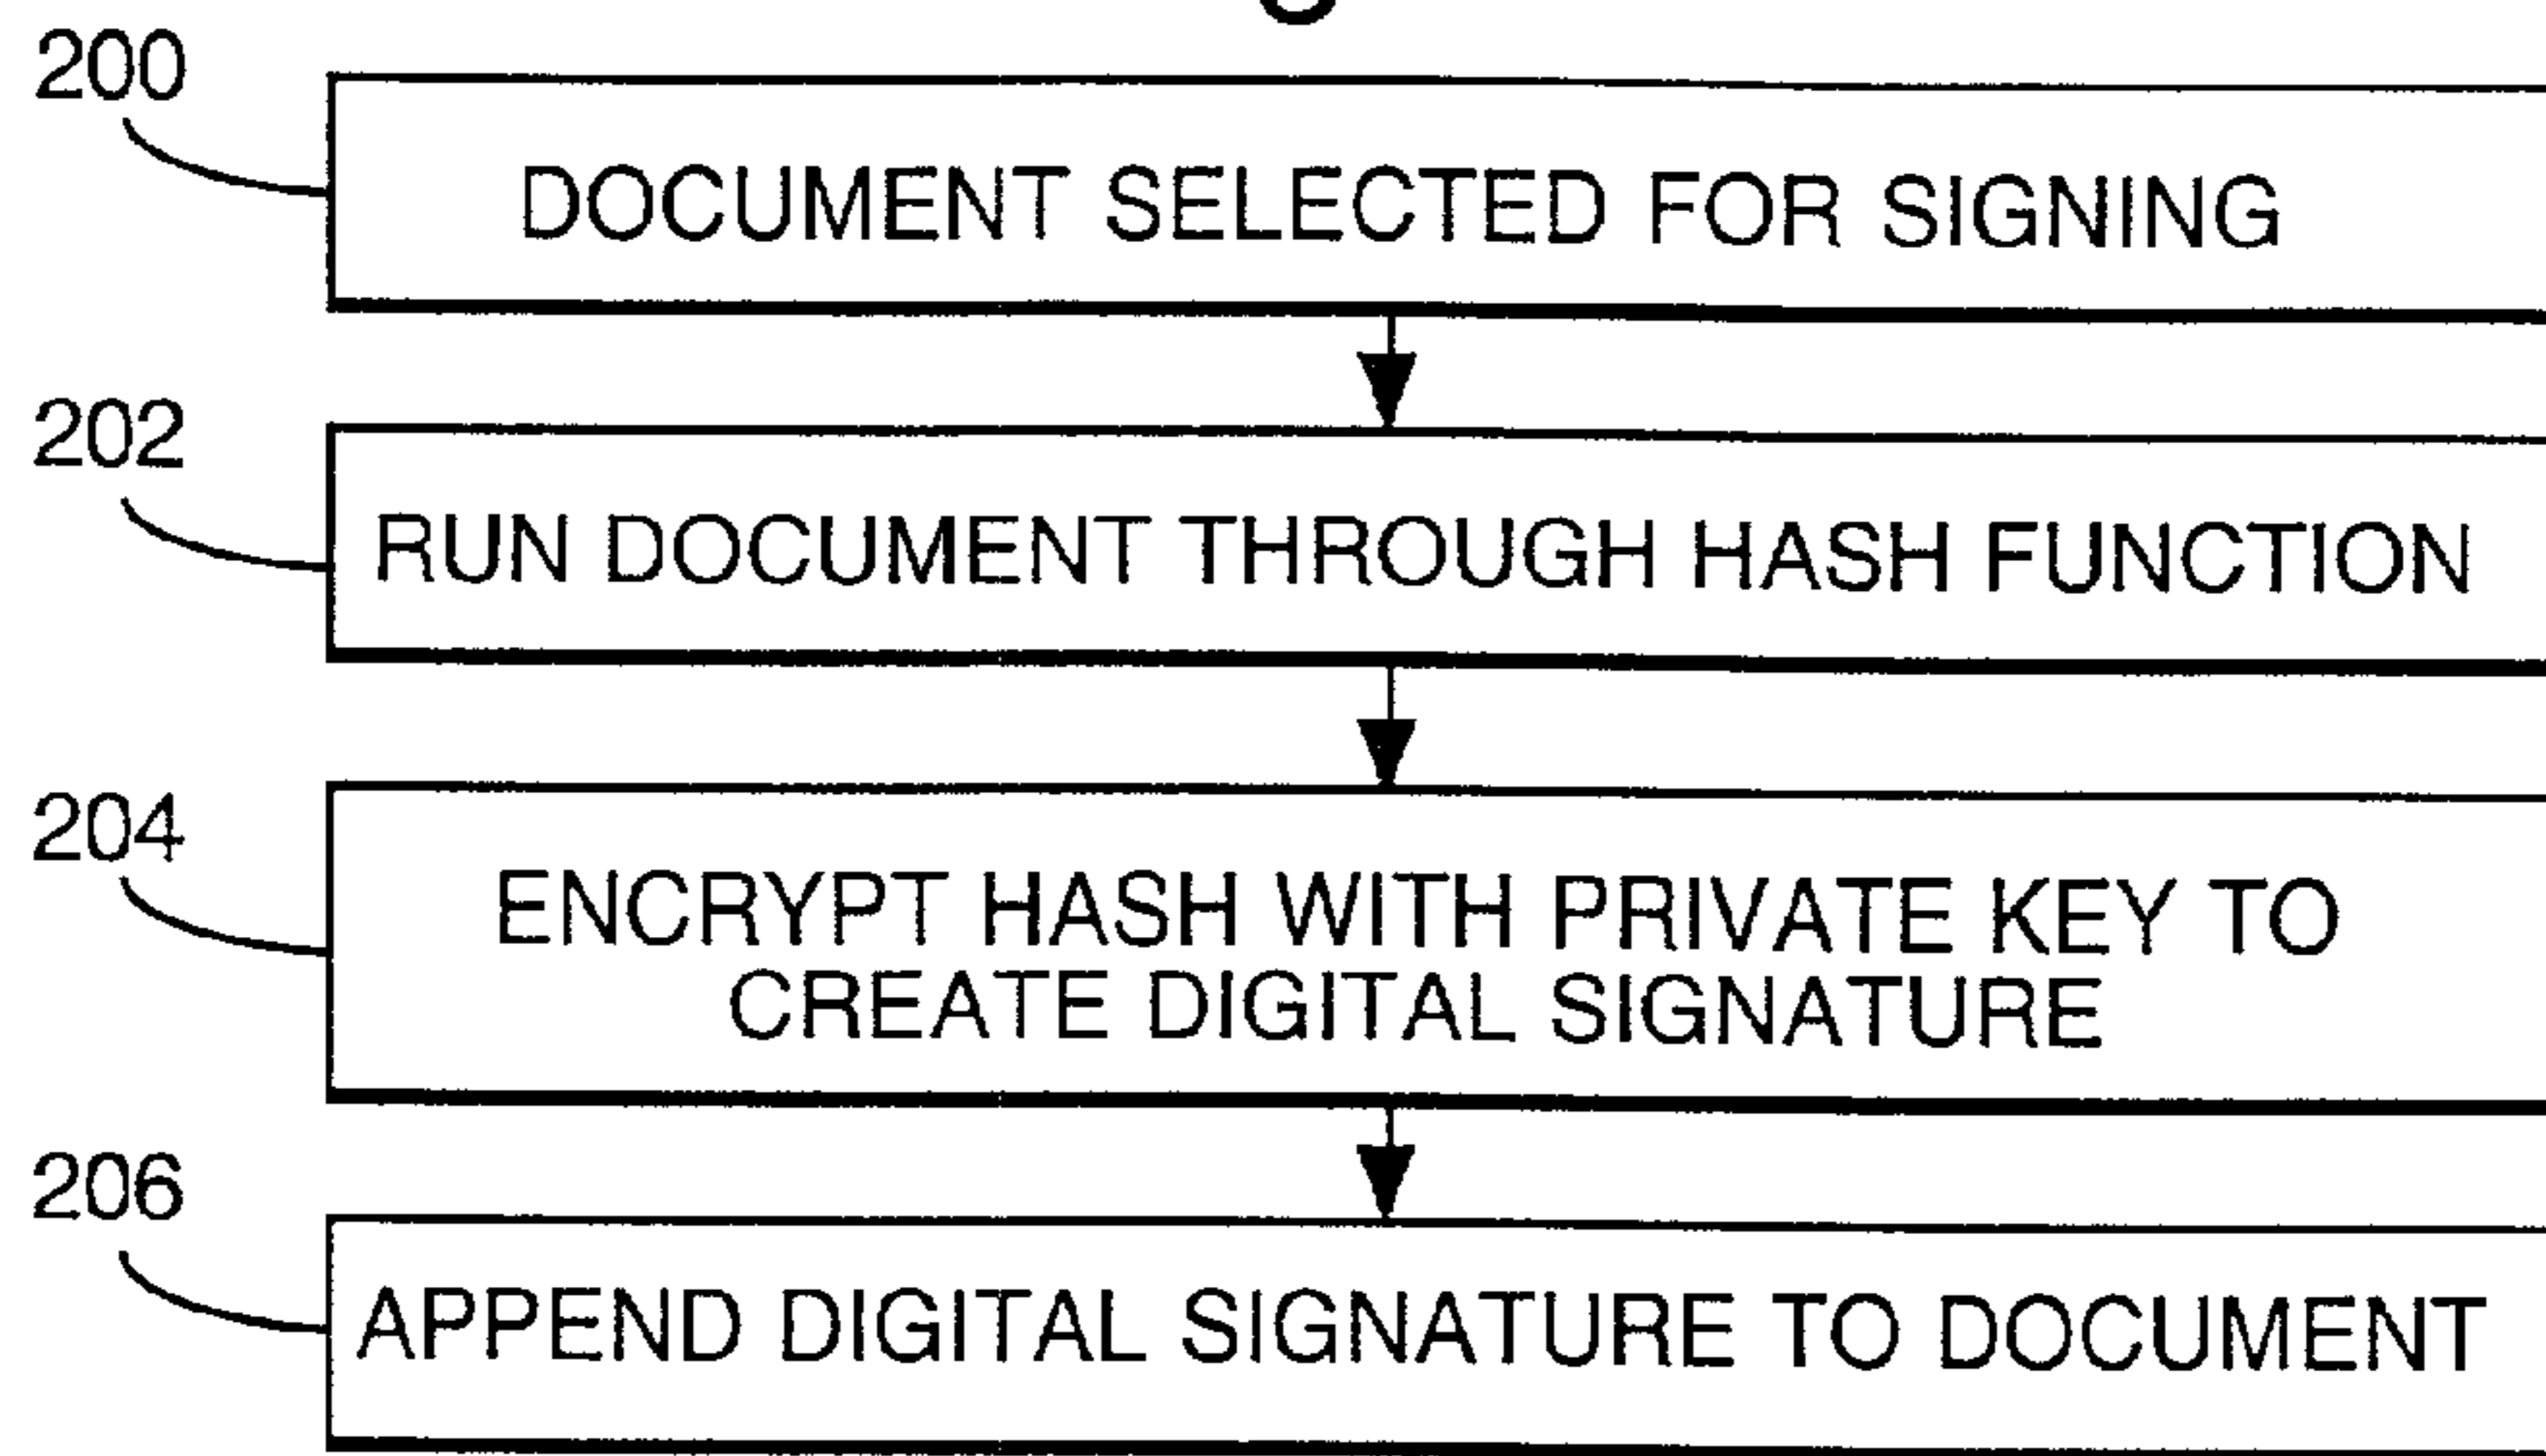 200
DOCUMENT SELECTED FOR SIGNING
202
RUN DOCUMENT THROUGH HASH FUNCTION
204
ENCRYPT HASH WITH PRIVATE KEY TO
CREATE DIGITAL SIGNATURE
206
APPEND DIGITAL SIGNATURE TO DOCUMENT